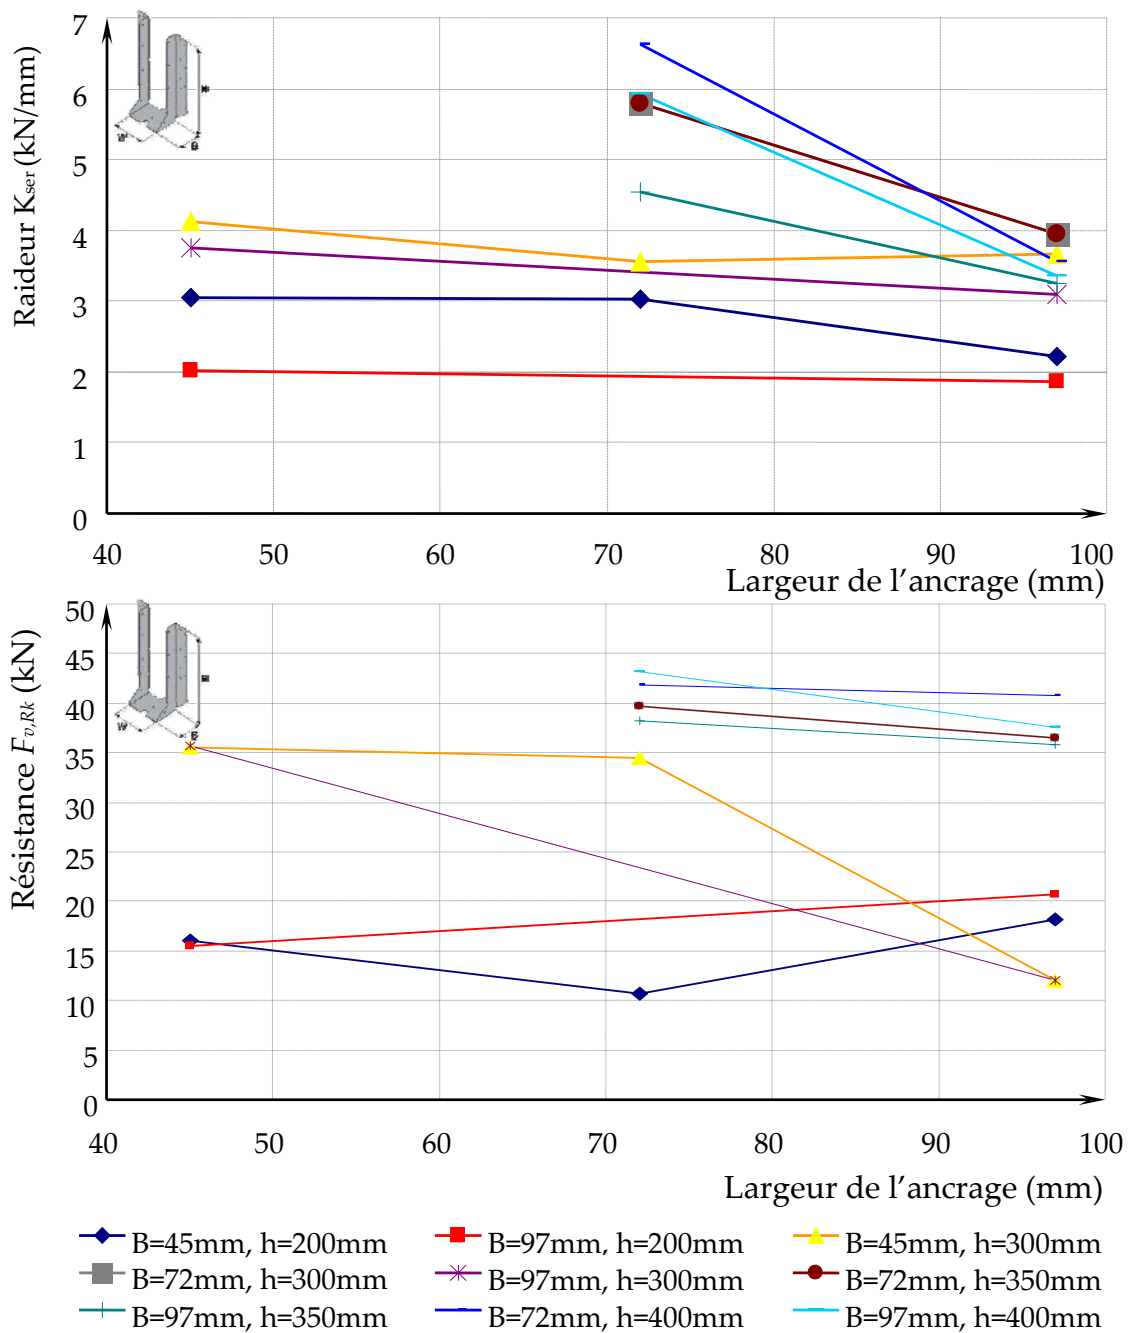 7
6
5
4
3
2
1
0
Raideur Kser (kN/mm)
40 50 60 70 80 90 100
Largeur de l’ancrage (mm)
50
45
40
35
30
25
20
15
10
5
0
Résistance Fv,Rk (kN)
40 50 60 70 80 90 100
Largeur de l’ancrage (mm)
B=45mm, h=200mm B=97mm, h=200mm B=45mm, h=300mm
B=72mm, h=300mm B=97mm, h=300mm B=72mm, h=350mm
B=97mm, h=350mm B=72mm, h=400mm B=97mm, h=400mm